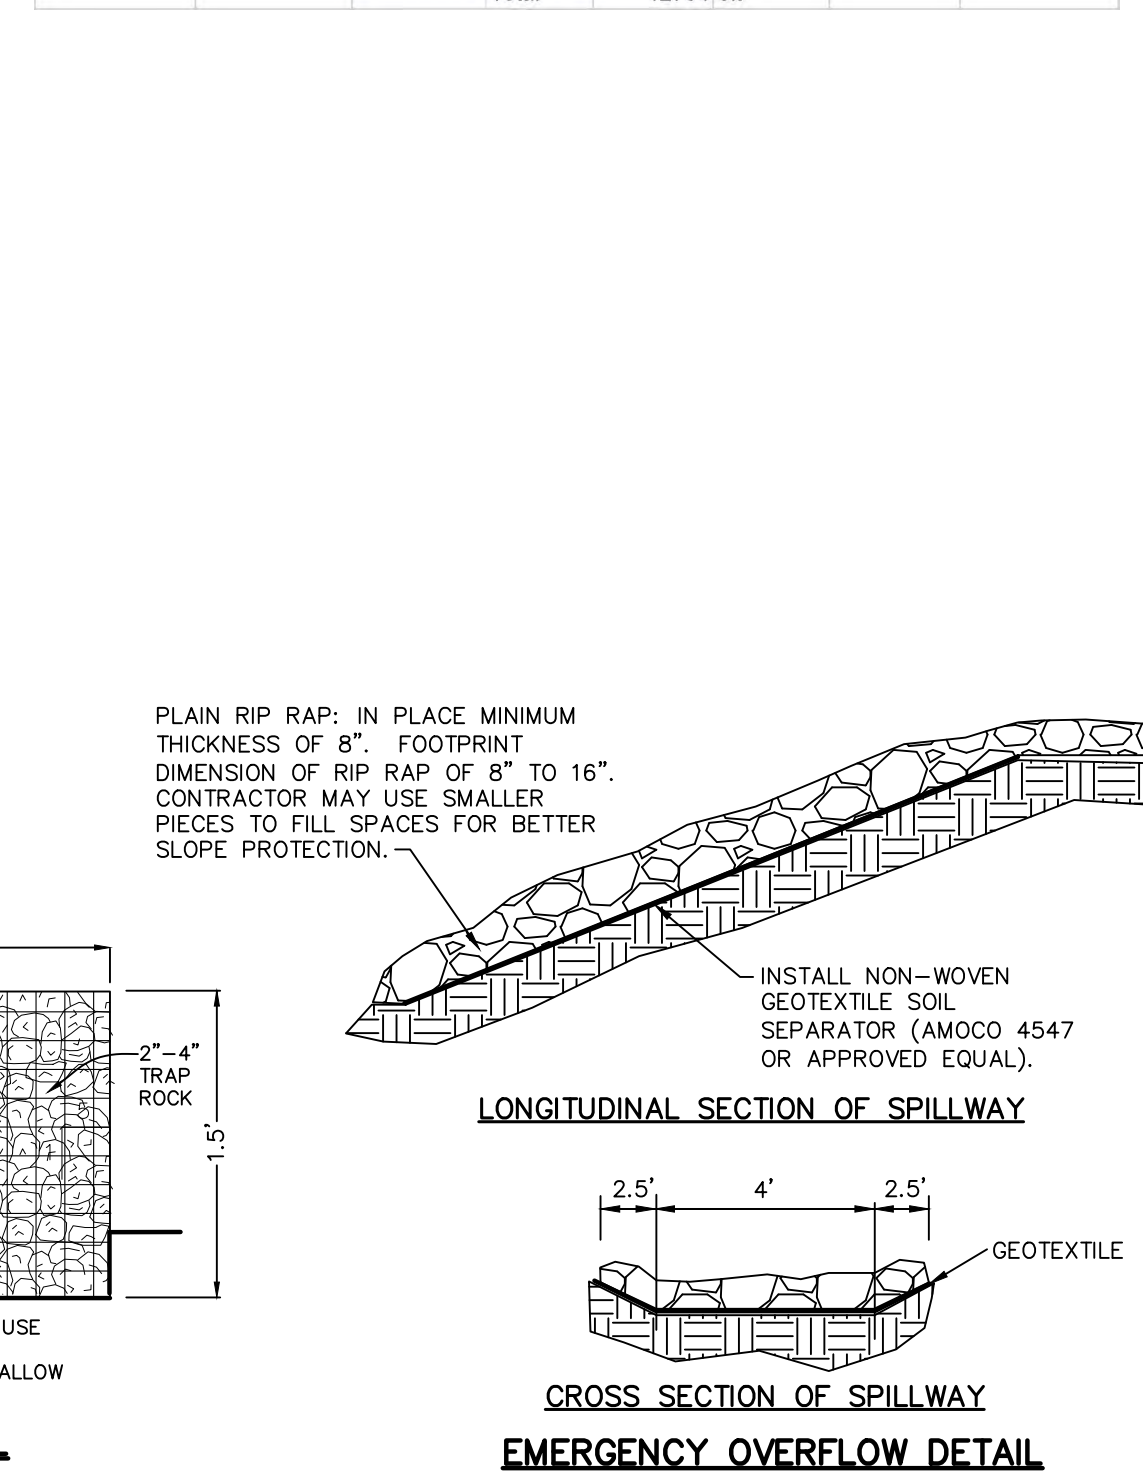 PLAIN RIP RAP: IN PLACE MINIMUM
THICKNESS OF 8”. FOOTPRINT
DIMENSION OF RIP RAP OF 8” TO 16”.
CONTRACTOR MAY USE SMALLER
PIECES TO FILL SPACES FOR BETTER
SLOPE PROTECTION.
INSTALL NON-WOVEN
GEOTEXTILE SOIL
SEPARATOR (AMOCO 4547
OR APPROVED EQUAL).
LONGITUDINAL SECTION OF SPILLWAY
2”-4”
TRAP
ROCK
1.5’
USE
ALLOW
2.5’ 4’ 2.5’
GEOTEXTILE
CROSS SECTION OF SPILLWAY
EMERGENCY OVERFLOW DETAIL